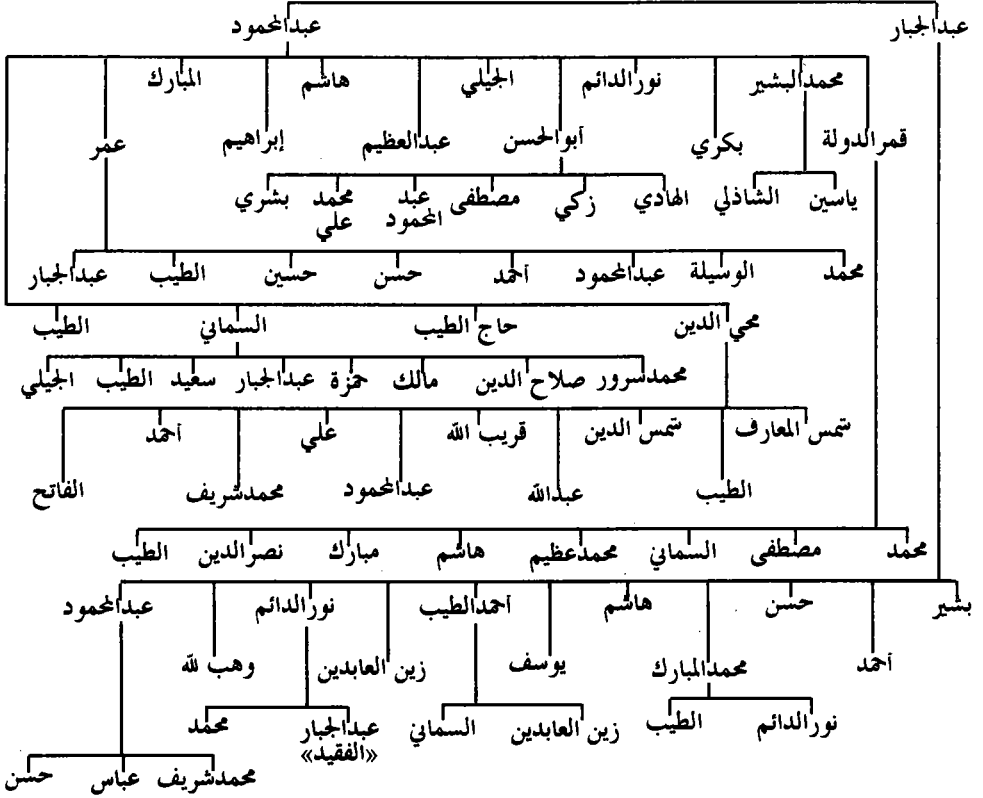 عبدالجبار عبدالمحمود
محمدالبشير نورالدائم الجيلي هاشم المبارك
قمرالدولة بكري أبوالحسن عبدالعظيم إبراهيم عمر
ياسين الشاذلي الهادي زكي مصطفى عبد محمد بشري
المحمود علي
محمد الوسيلة عبدالمحمود أحمد حسن حسين الطيب عبدالجبار
محي الدين حاج الطيب السماني الطيب
محمدسرور صلاح الدين مالك حمزة عبدالجبار سعيد الطيب الجيلي
شمس المعارف شمس الدين قريب الله علي أحمد
الطيب عبدالله عبدالمحمود محمدشريف الفاتح
محمد مصطفى السماني محمدعظيم هاشم مبارك نصرالدين الطيب
بشير حسن هاشم أحمدالطيب نورالدائم عبدالمحمود
أحمد محمدالمبارك يوسف زين العابدين وهب لله
نورالدائم الطيب زين العابدين السماني عبدالجبار محمد
«الفقيد»
محمدشريف عباس حسن